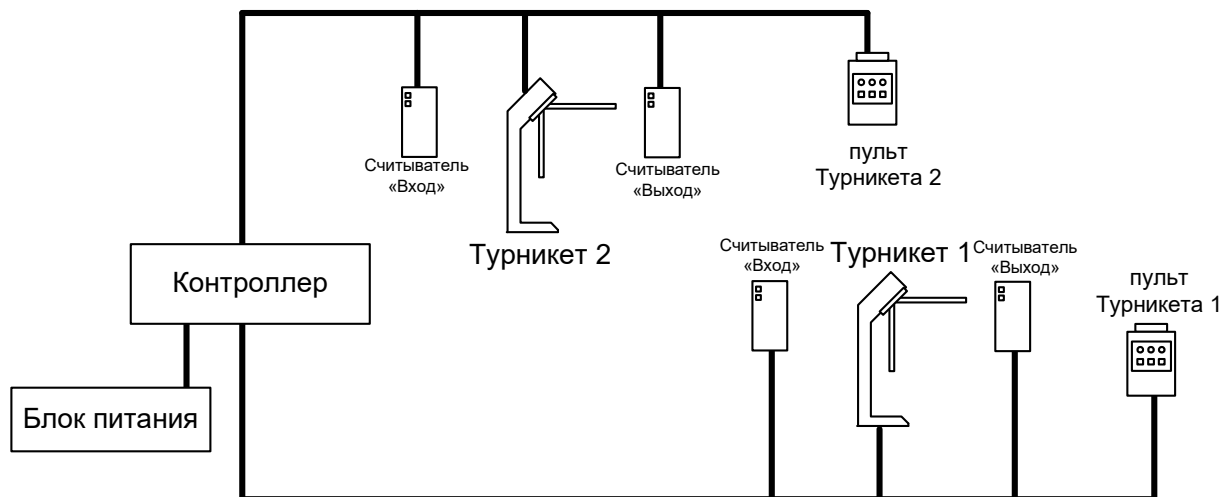 Считыватель
«Вход»
Считыватель
«Выход»
пульт
Турникета 2
Турникет 2
Контроллер
Считыватель
«Вход»
Турникет 1
Считыватель
«Выход»
пульт
Турникета 1
Блок питания